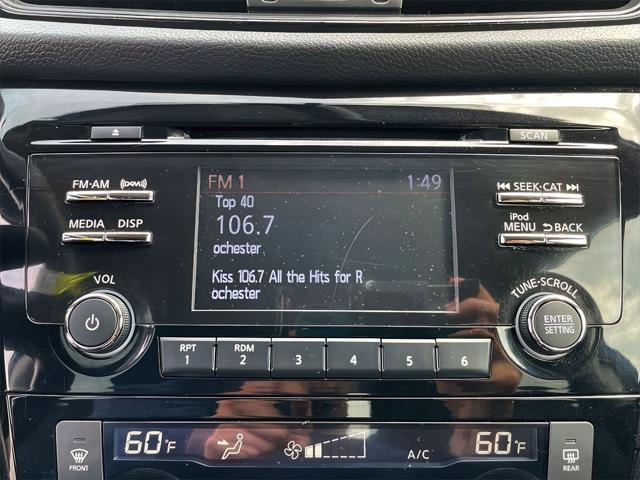 SCAN
FM·AM
SEEK·CAT
MEDIA DISP
iPod
MENU BACK
VOL
TUNE·SCROLL
FM 1 1:49
Top 40
106.7
ochester
Kiss 106.7 All the Hits for R
ochester
ENTER
SETTING
RPT
1
RDM
2
3
4
5
6
60°F
A/C
60°F
FRONT
REAR